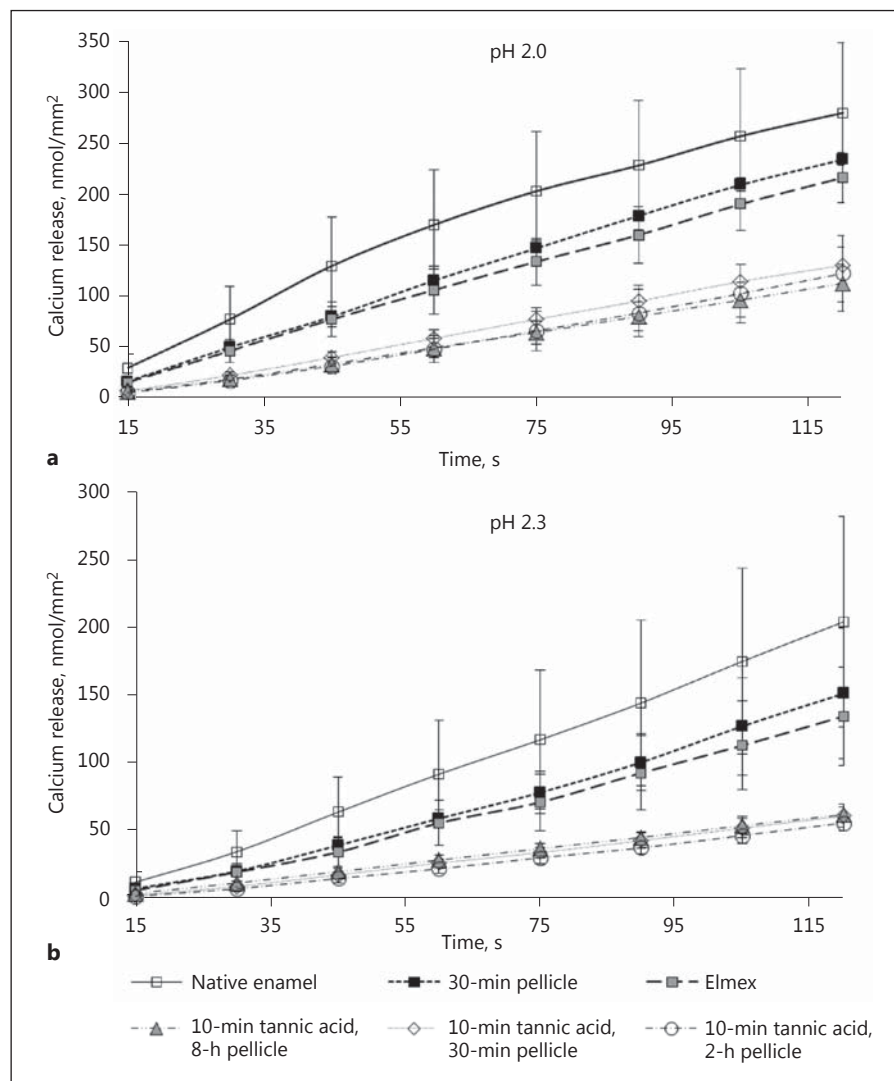 pH 2.0
Calcium release, nmol/mm²
350
300
250
200
150
100
50
0
15 35 55 75 95 115
Time, s
a
pH 2.3
Calcium release, nmol/mm²
300
250
200
150
100
50
0
15 35 55 75 95 115
Time, s
b
Native enamel 30-min pellicle Elmex
10-min tannic acid, 10-min tannic acid, 10-min tannic acid,
8-h pellicle 30-min pellicle 2-h pellicle